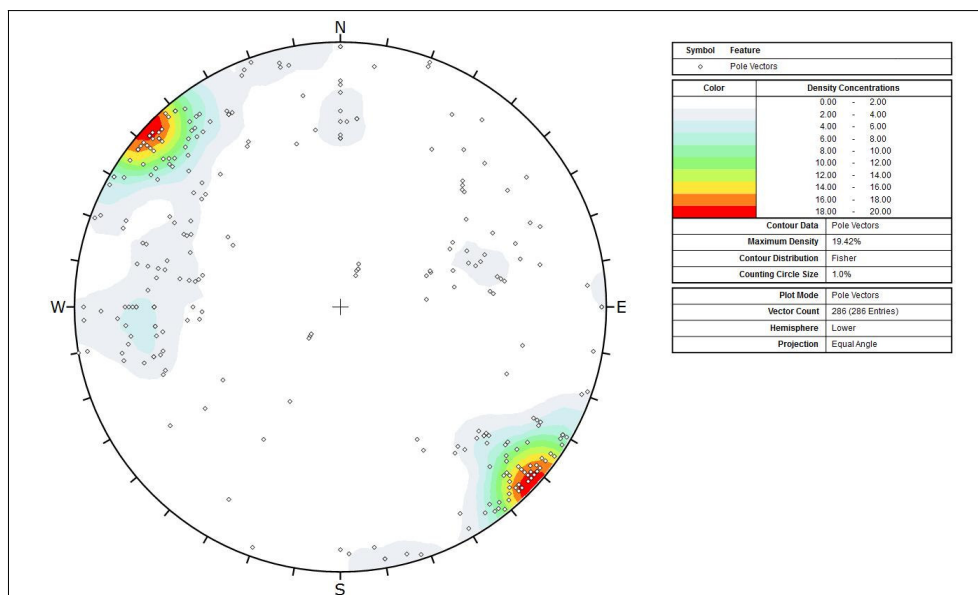 N
W
E
S
Symbol Feature
Pole Vectors
Color Density Concentrations
0.00 - 2.00
2.00 - 4.00
4.00 - 6.00
6.00 - 8.00
8.00 - 10.00
10.00 - 12.00
12.00 - 14.00
14.00 - 16.00
16.00 - 18.00
18.00 - 20.00
Contour Data Pole Vectors
Maximum Density 19.42%
Contour Distribution Fisher
Counting Circle Size 1.0%
Plot Mode Pole Vectors
Vector Count 286 (286 Entries)
Hemisphere Lower
Projection Equal Angle